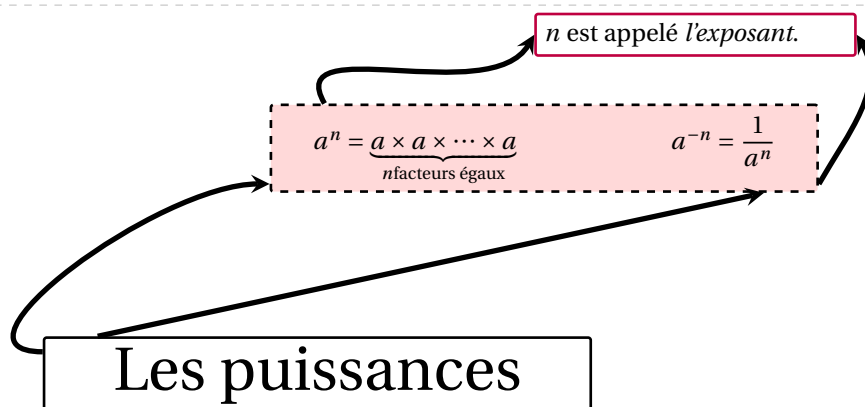 n est appelé l'exposant.
aⁿ = a × a × ⋯ × a
nfacteurs égaux
a⁻ⁿ = 1/aⁿ
Les puissances